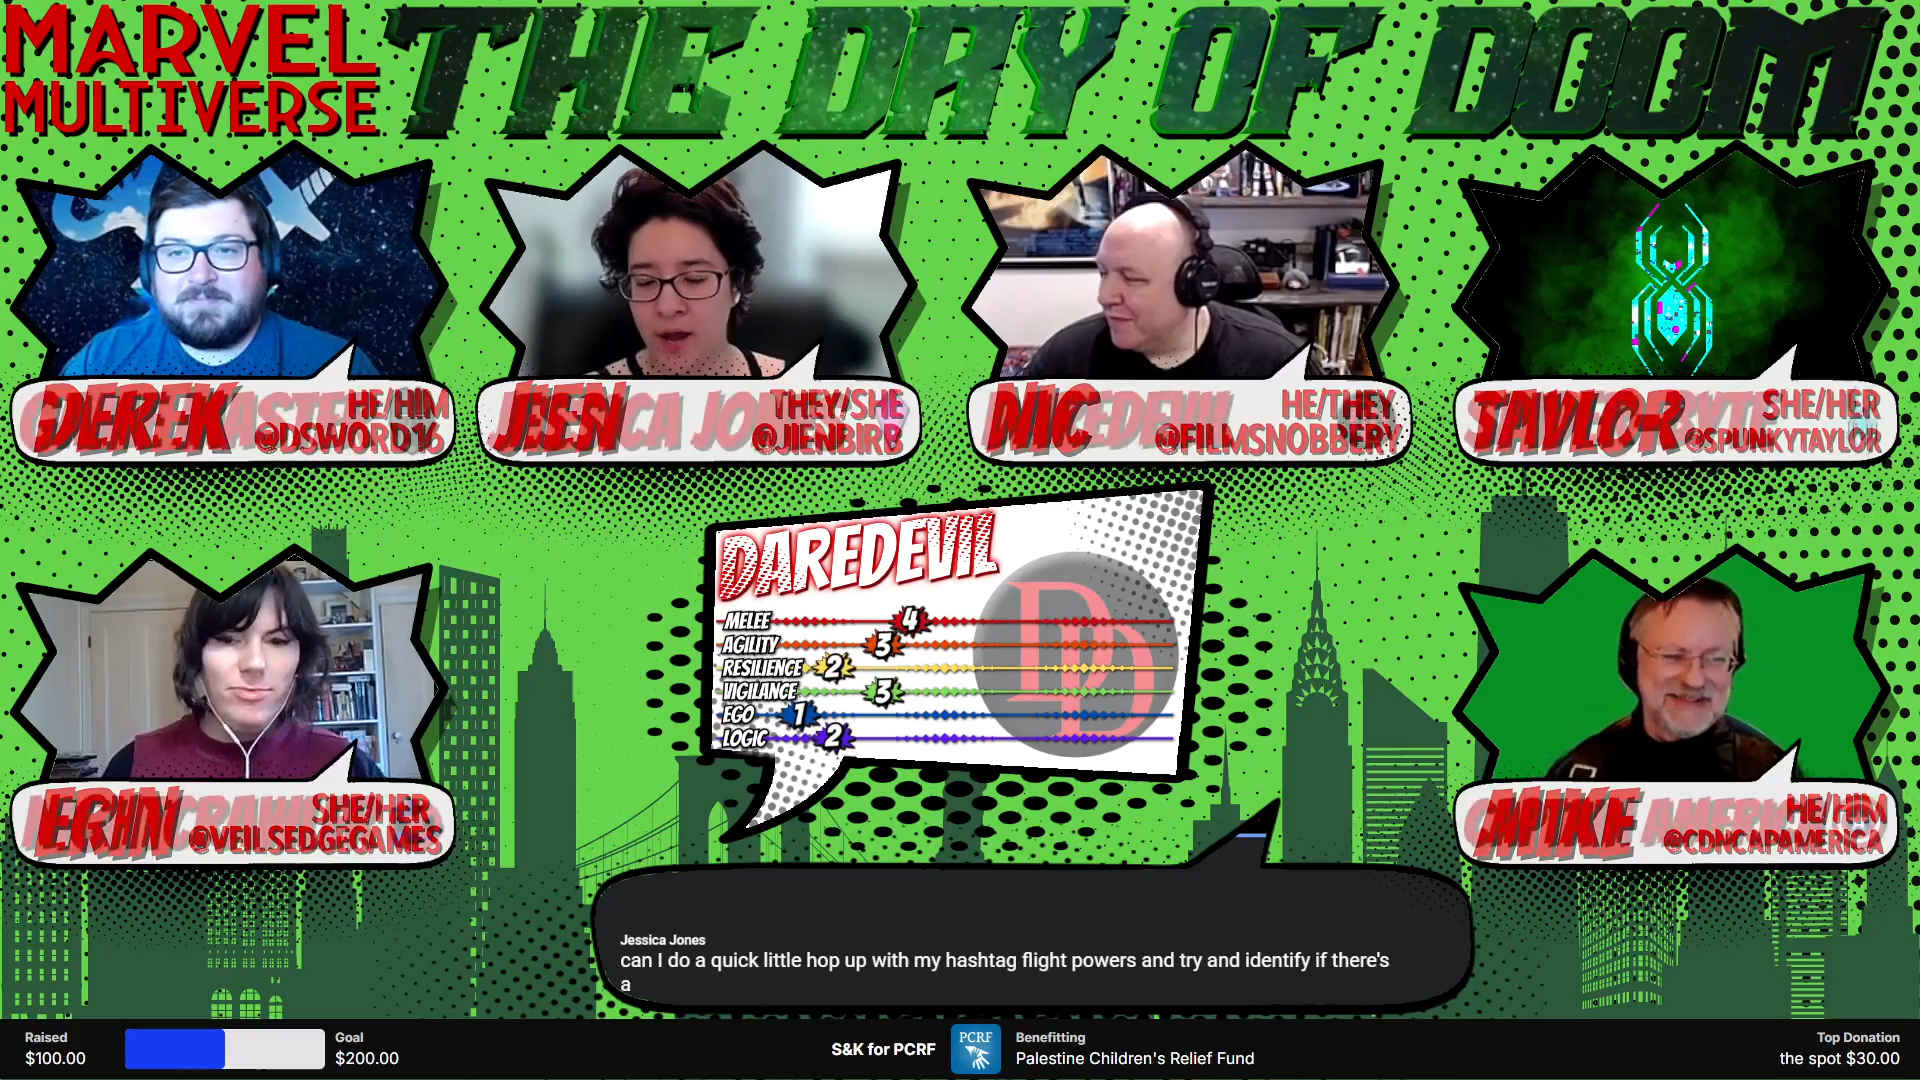 MARVEL
MULTIVERSE
THE DAY OF DOOM
DEREK
HE/HIM
@DSWORD16
JIEN
THEY/SHE
@JIENBIRB
NIC
HE/THEY
@FILMSNOBBERY
TAYLOR
SHE/HER
@SPUNKYTAYLOR
DAREDEVIL
MELEE 4
AGILITY 3
RESILIENCE 2
VIGILANCE 3
EGO 1
LOGIC 2
DD
ERIN
SHE/HER
@VEILSEDGEGAMES
MIKE
HE/HIM
@CDNCAPAMERICA
Jessica Jones
can I do a quick little hop up with my hashtag flight powers and try and identify if there's
a
Raised
$100.00
Goal
$200.00
S&K for PCRF
PCRF
Benefitting
Palestine Children's Relief Fund
Top Donation
the spot $30.00